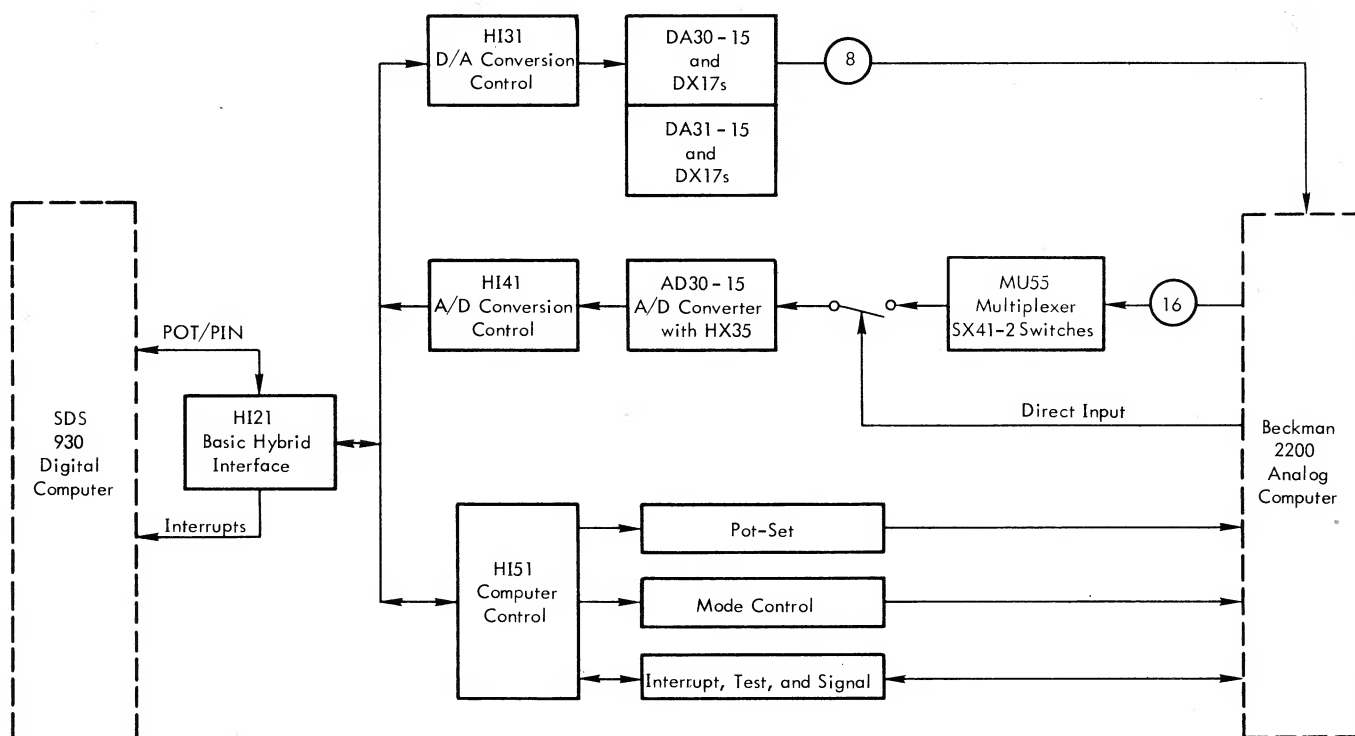 HI31
D/A Conversion
Control
DA30-15
and
DX17s
8
DA31-15
and
DX17s
HI41
A/D Conversion
Control
AD30-15
A/D Converter
with HX35
MU55
Multiplexer
SX41-2 Switches
16
POT/PIN
Direct Input
SDS
930
Digital
Computer
HI21
Basic Hybrid
Interface
Beckman
2200
Analog
Computer
Interrupts
HI51
Computer
Control
Pot-Set
Mode Control
Interrupt, Test, and Signal